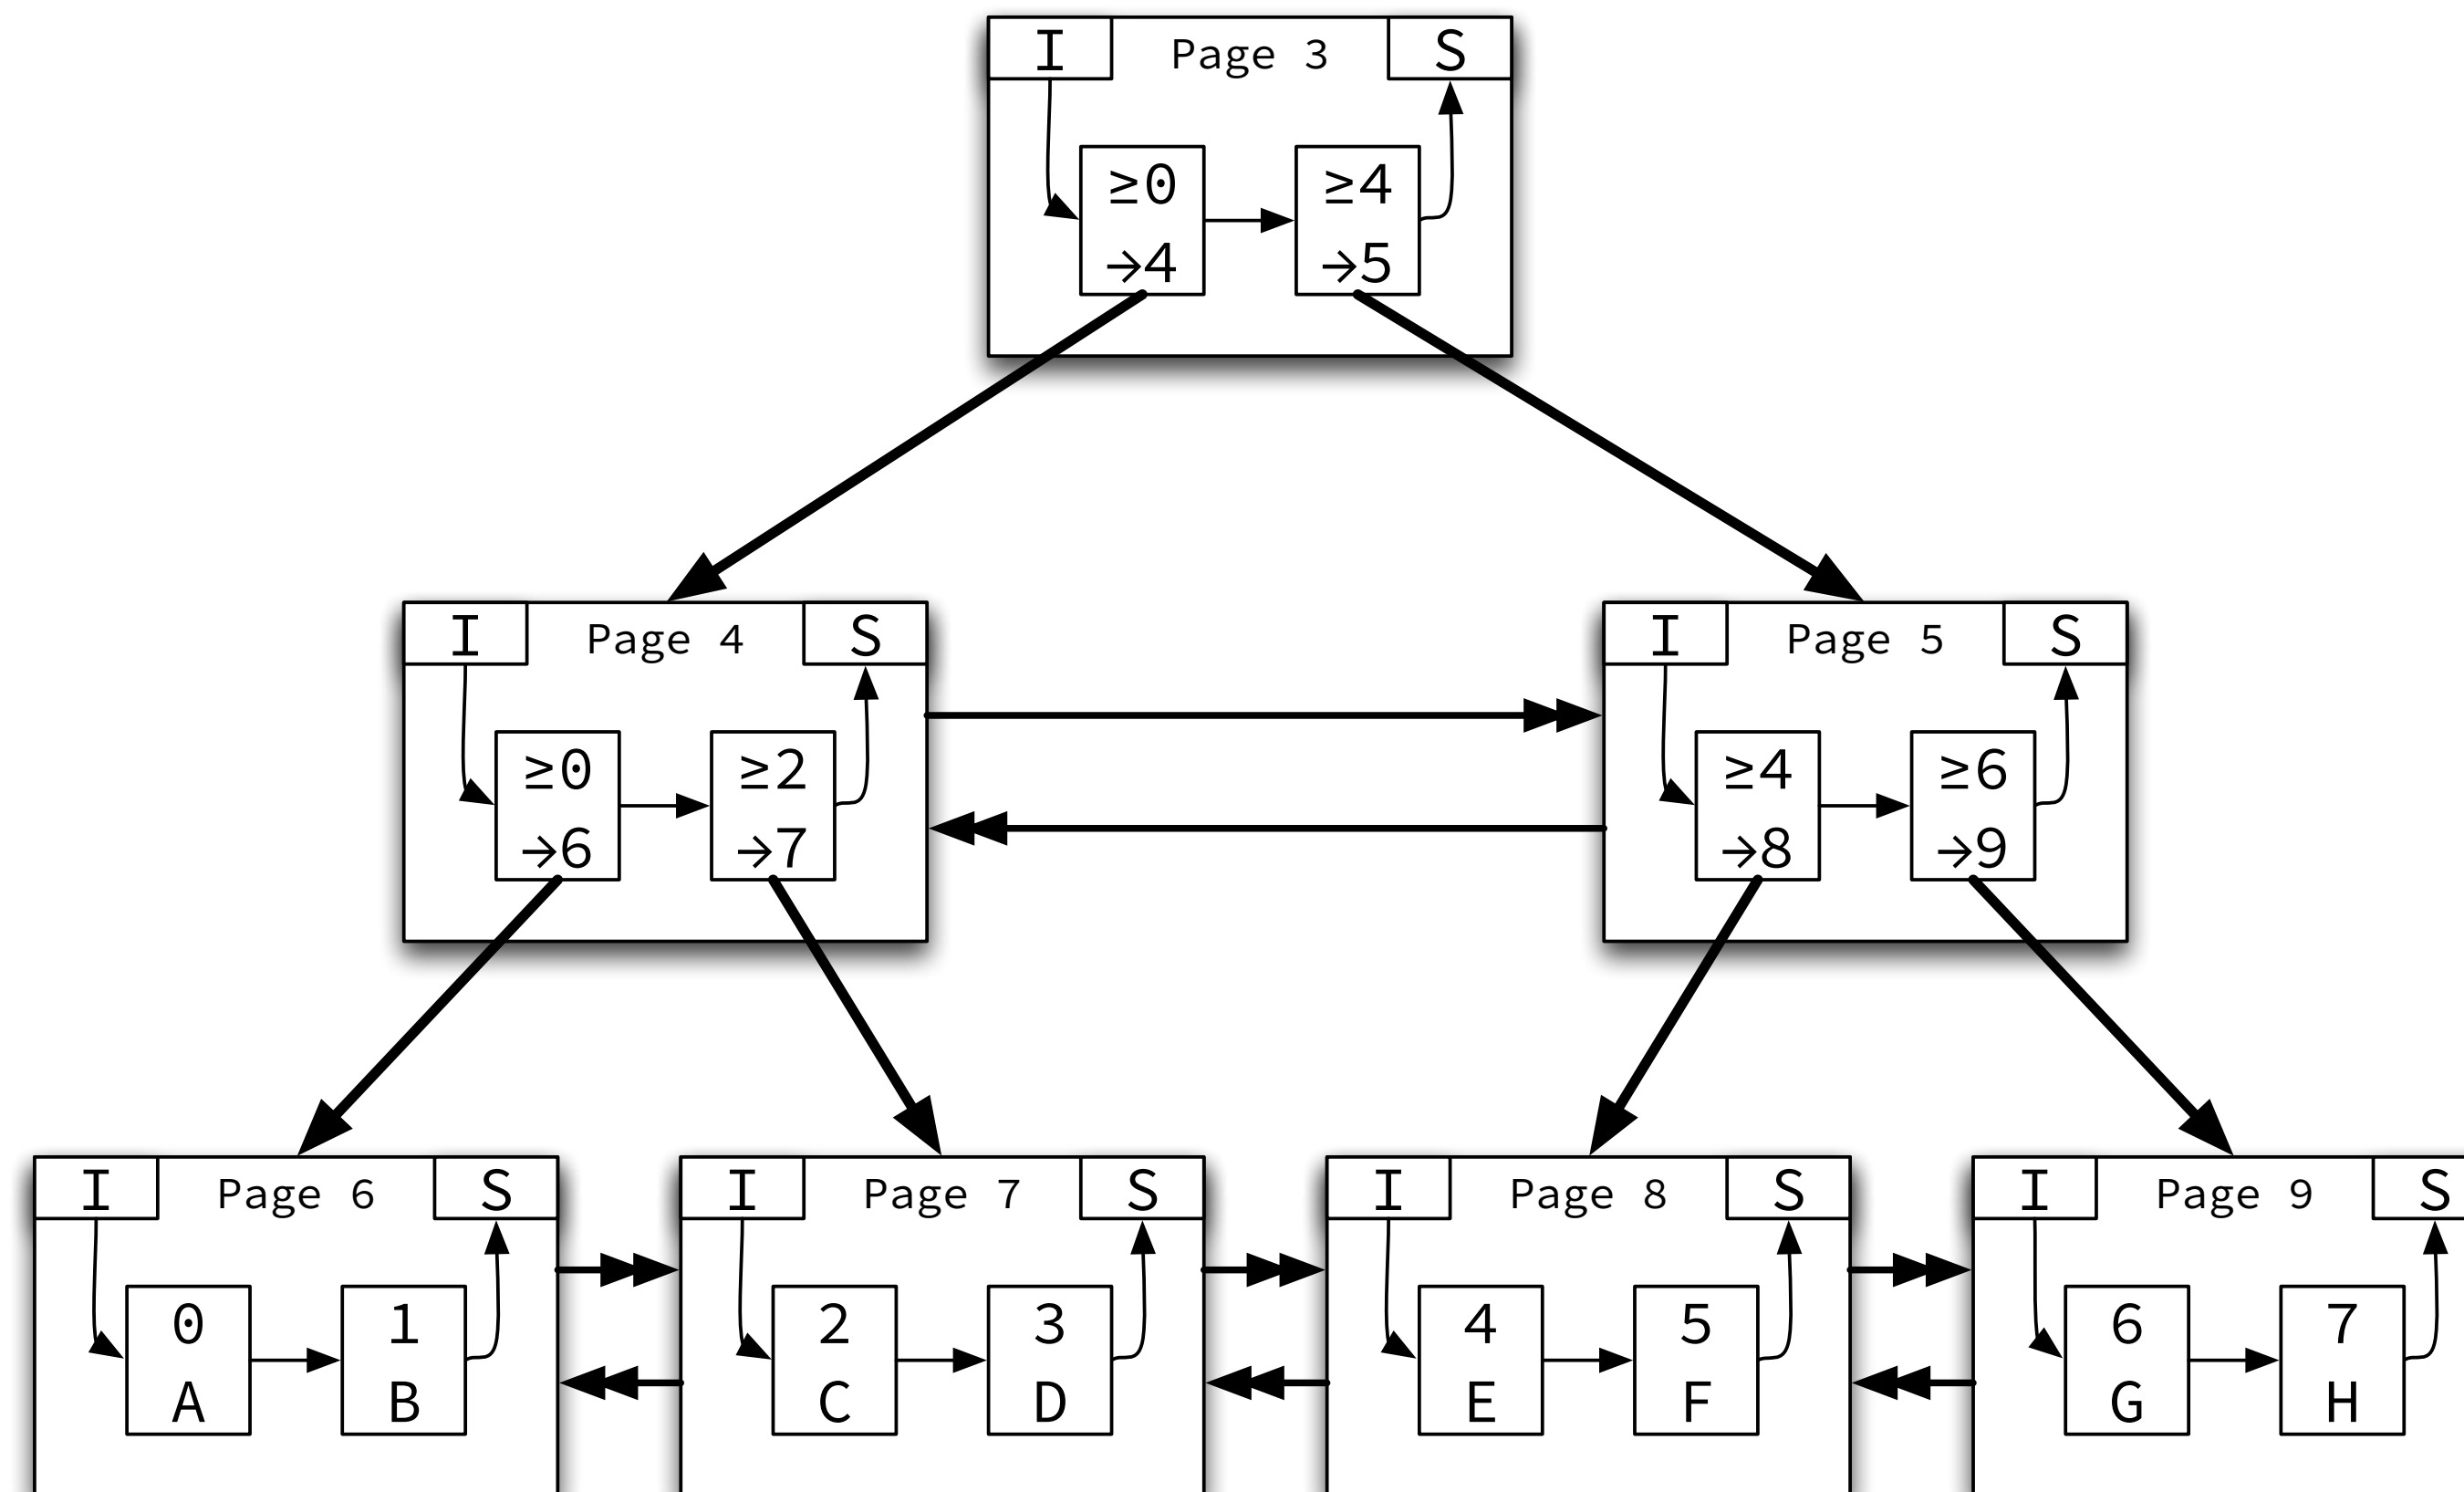 I Page 3 S
≥0 ≥4
→4 →5
I Page 4 S
I Page 5 S
≥0 ≥2
→6 →7
≥4 ≥6
→8 →9
I Page 6 S
I Page 7 S
I Page 8 S
I Page 9 S
0 1
A B
2 3
C D
4 5
E F
6 7
G H